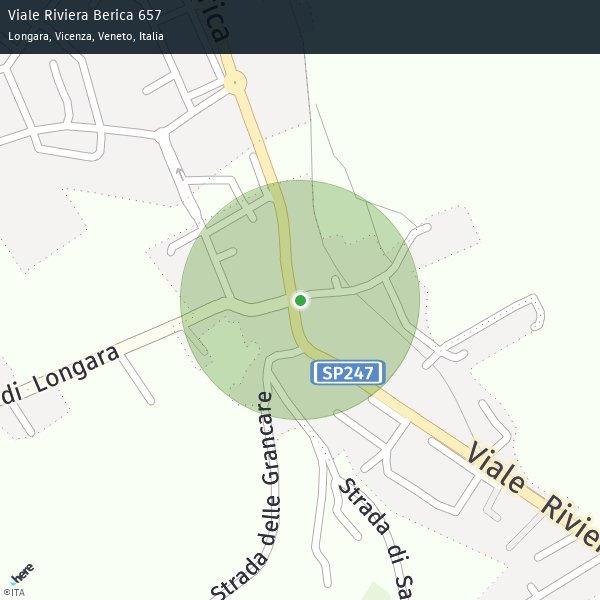 Viale Riviera Berica 657
Longara, Vicenza, Veneto, Italia
rica
di Longara
SP247
Strada delle Grancare
Strada di Sa
Viale Rivier
here
©ITA